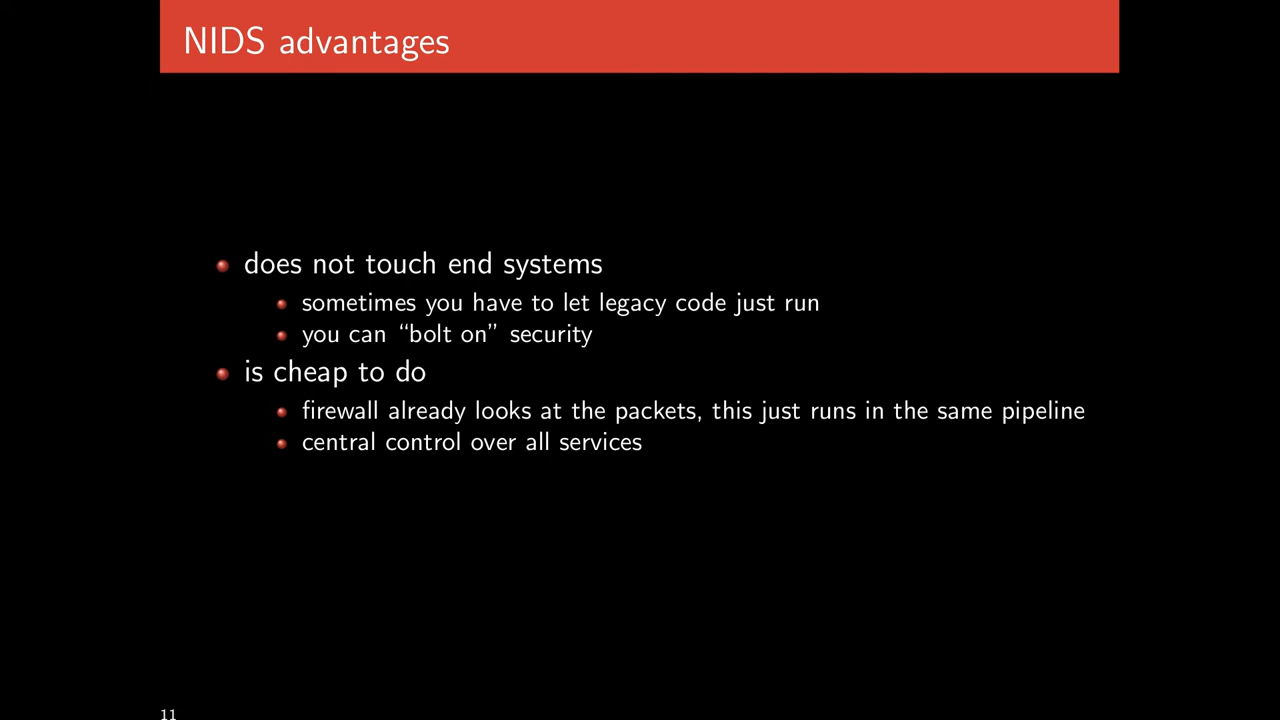 NIDS advantages
does not touch end systems
sometimes you have to let legacy code just run
you can “bolt on” security
is cheap to do
firewall already looks at the packets, this just runs in the same pipeline
central control over all services
11